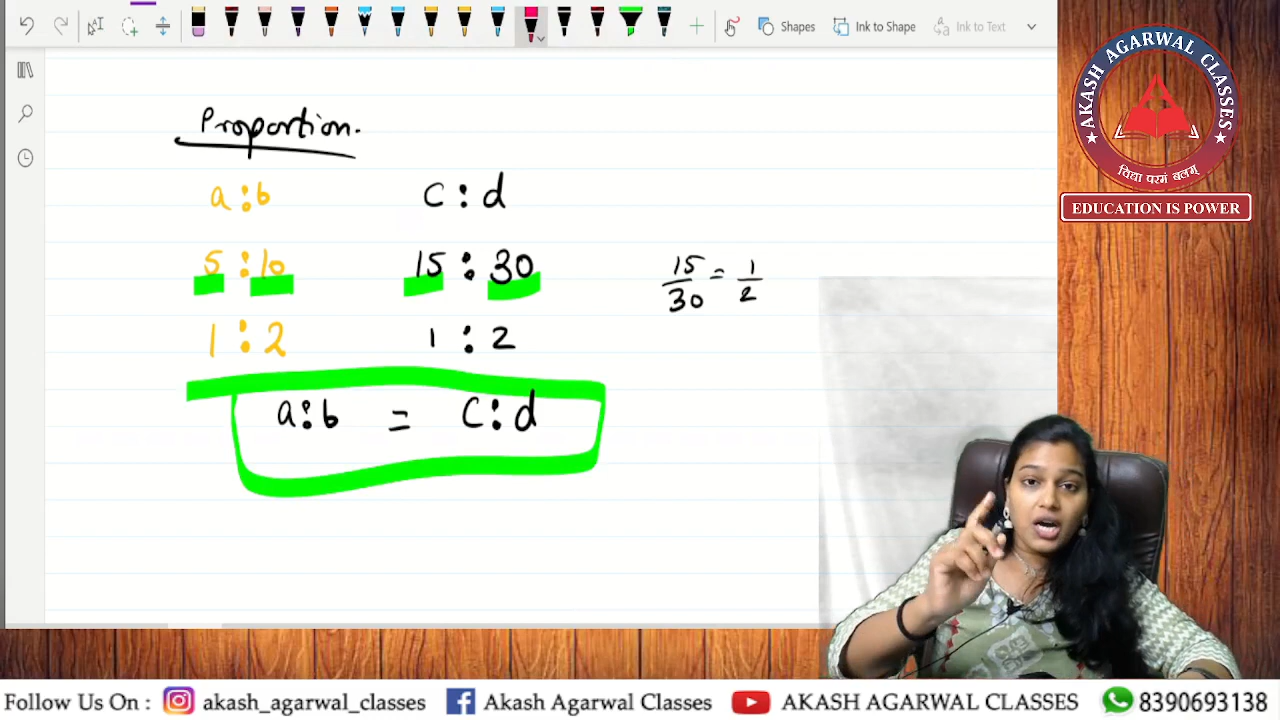 Shapes
Ink to Shape
Ink to Text
Proportion.
a : b
c : d
5 : 10
15 : 30
15/30 = 1/2
1 : 2
1 : 2
a : b = c : d
AKASH AGARWAL CLASSES
विद्या परमं बलम्
EDUCATION IS POWER
Follow Us On :
akash_agarwal_classes
Akash Agarwal Classes
AKASH AGARWAL CLASSES
8390693138